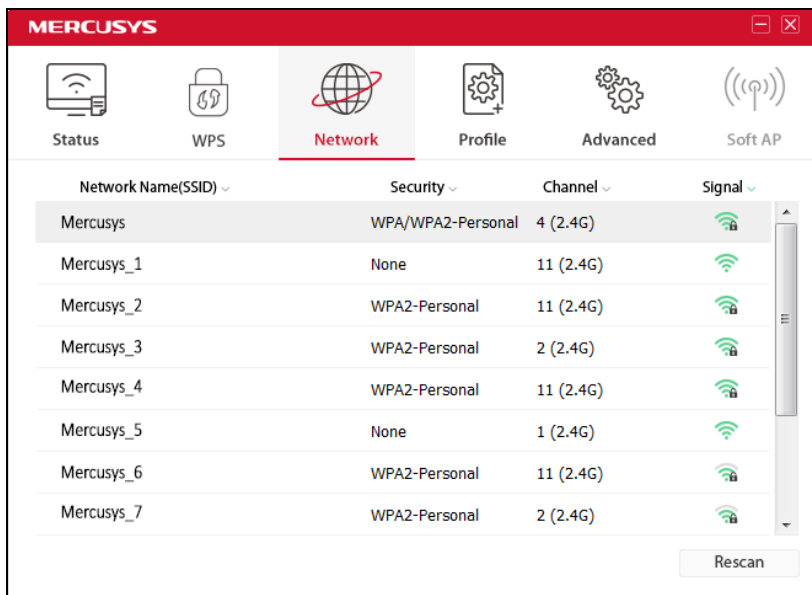 MERCUSYS
Status WPS Network Profile Advanced Soft AP
Network Name(SSID) Security Channel Signal
Mercusys WPA/WPA2-Personal 4 (2.4G)
Mercusys_1 None 11 (2.4G)
Mercusys_2 WPA2-Personal 11 (2.4G)
Mercusys_3 WPA2-Personal 2 (2.4G)
Mercusys_4 WPA2-Personal 11 (2.4G)
Mercusys_5 None 1 (2.4G)
Mercusys_6 WPA2-Personal 11 (2.4G)
Mercusys_7 WPA2-Personal 2 (2.4G)
Rescan